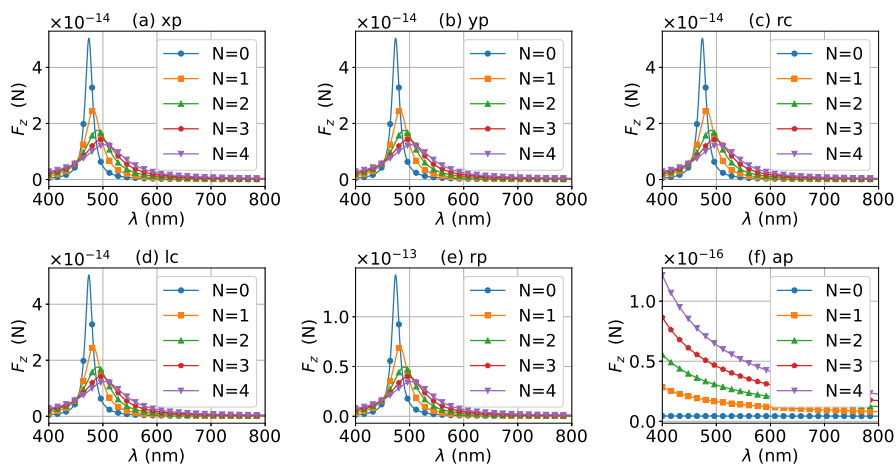 ×10⁻¹⁴ (a) xp
F_z (N)
4
2
0
N=0
N=1
N=2
N=3
N=4
400 500 600 700 800
λ (nm)
×10⁻¹⁴ (b) yp
F_z (N)
4
2
0
N=0
N=1
N=2
N=3
N=4
400 500 600 700 800
λ (nm)
×10⁻¹⁴ (c) rc
F_z (N)
4
2
0
N=0
N=1
N=2
N=3
N=4
400 500 600 700 800
λ (nm)
×10⁻¹⁴ (d) lc
F_z (N)
4
2
0
N=0
N=1
N=2
N=3
N=4
400 500 600 700 800
λ (nm)
×10⁻¹³ (e) rp
F_z (N)
1.0
0.5
0.0
N=0
N=1
N=2
N=3
N=4
400 500 600 700 800
λ (nm)
×10⁻¹⁶ (f) ap
F_z (N)
1.0
0.5
0.0
N=0
N=1
N=2
N=3
N=4
400 500 600 700 800
λ (nm)